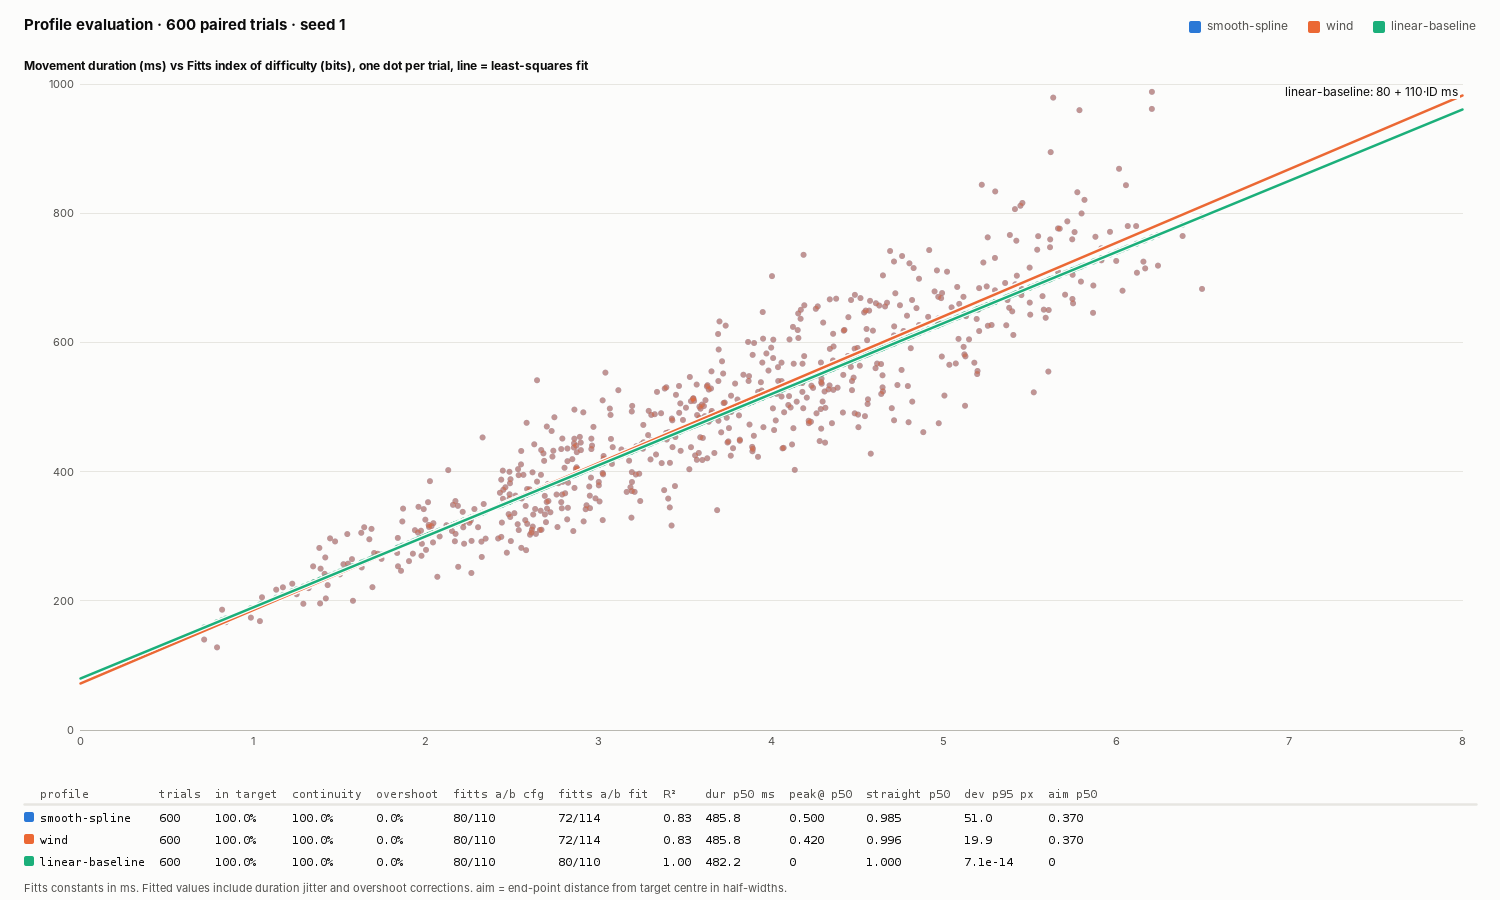 Profile evaluation · 600 paired trials · seed 1
smooth-spline wind linear-baseline
Movement duration (ms) vs Fitts index of difficulty (bits), one dot per trial, line = least-squares fit
1000
linear-baseline: 80 + 110·ID ms
800
600
400
200
0
0 1 2 3 4 5 6 7 8
profile trials in target continuity overshoot fitts a/b cfg fitts a/b fit R² dur p50 ms peak@ p50 straight p50 dev p95 px aim p50
smooth-spline 600 100.0% 100.0% 0.0% 80/110 72/114 0.83 485.8 0.500 0.985 51.0 0.370
wind 600 100.0% 100.0% 0.0% 80/110 72/114 0.83 485.8 0.420 0.996 19.9 0.370
linear-baseline 600 100.0% 100.0% 0.0% 80/110 80/110 1.00 482.2 0 1.000 7.1e-14 0
Fitts constants in ms. Fitted values include duration jitter and overshoot corrections. aim = end-point distance from target centre in half-widths.